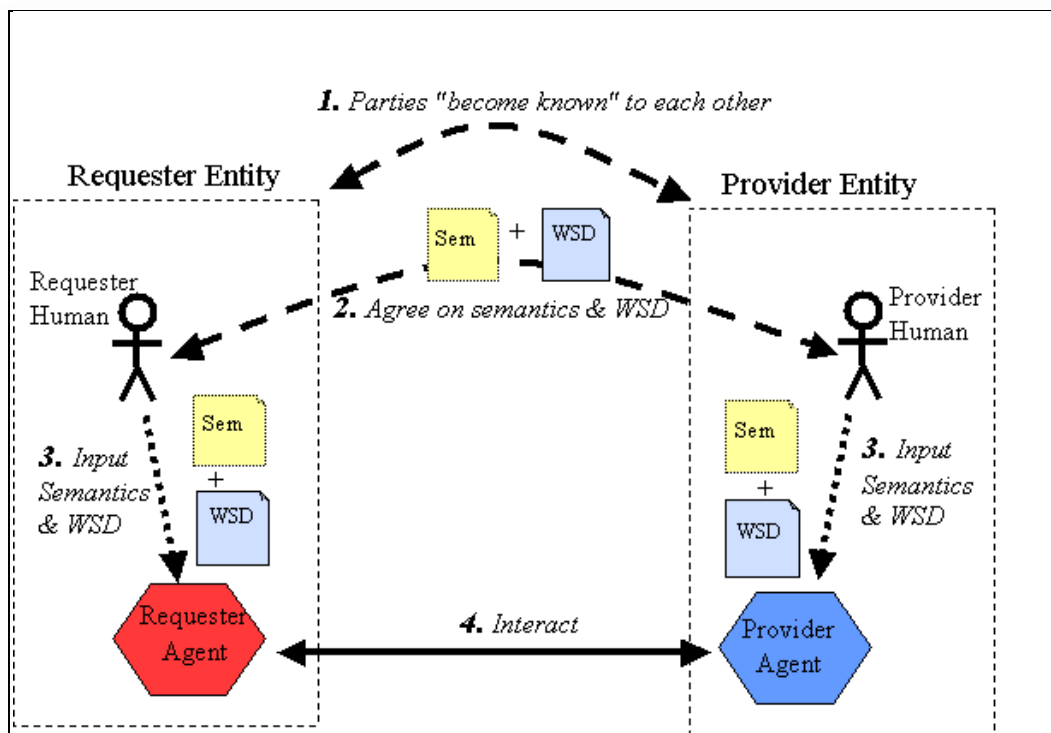 1. Parties "become known" to each other
Requester Entity
Provider Entity
Sem
+
WSD
Requester
Human
2. Agree on semantics & WSD
Provider
Human
Sem
+
WSD
3. Input
Semantics
& WSD
Sem
+
WSD
3. Input
Semantics
& WSD
Requester
Agent
4. Interact
Provider
Agent